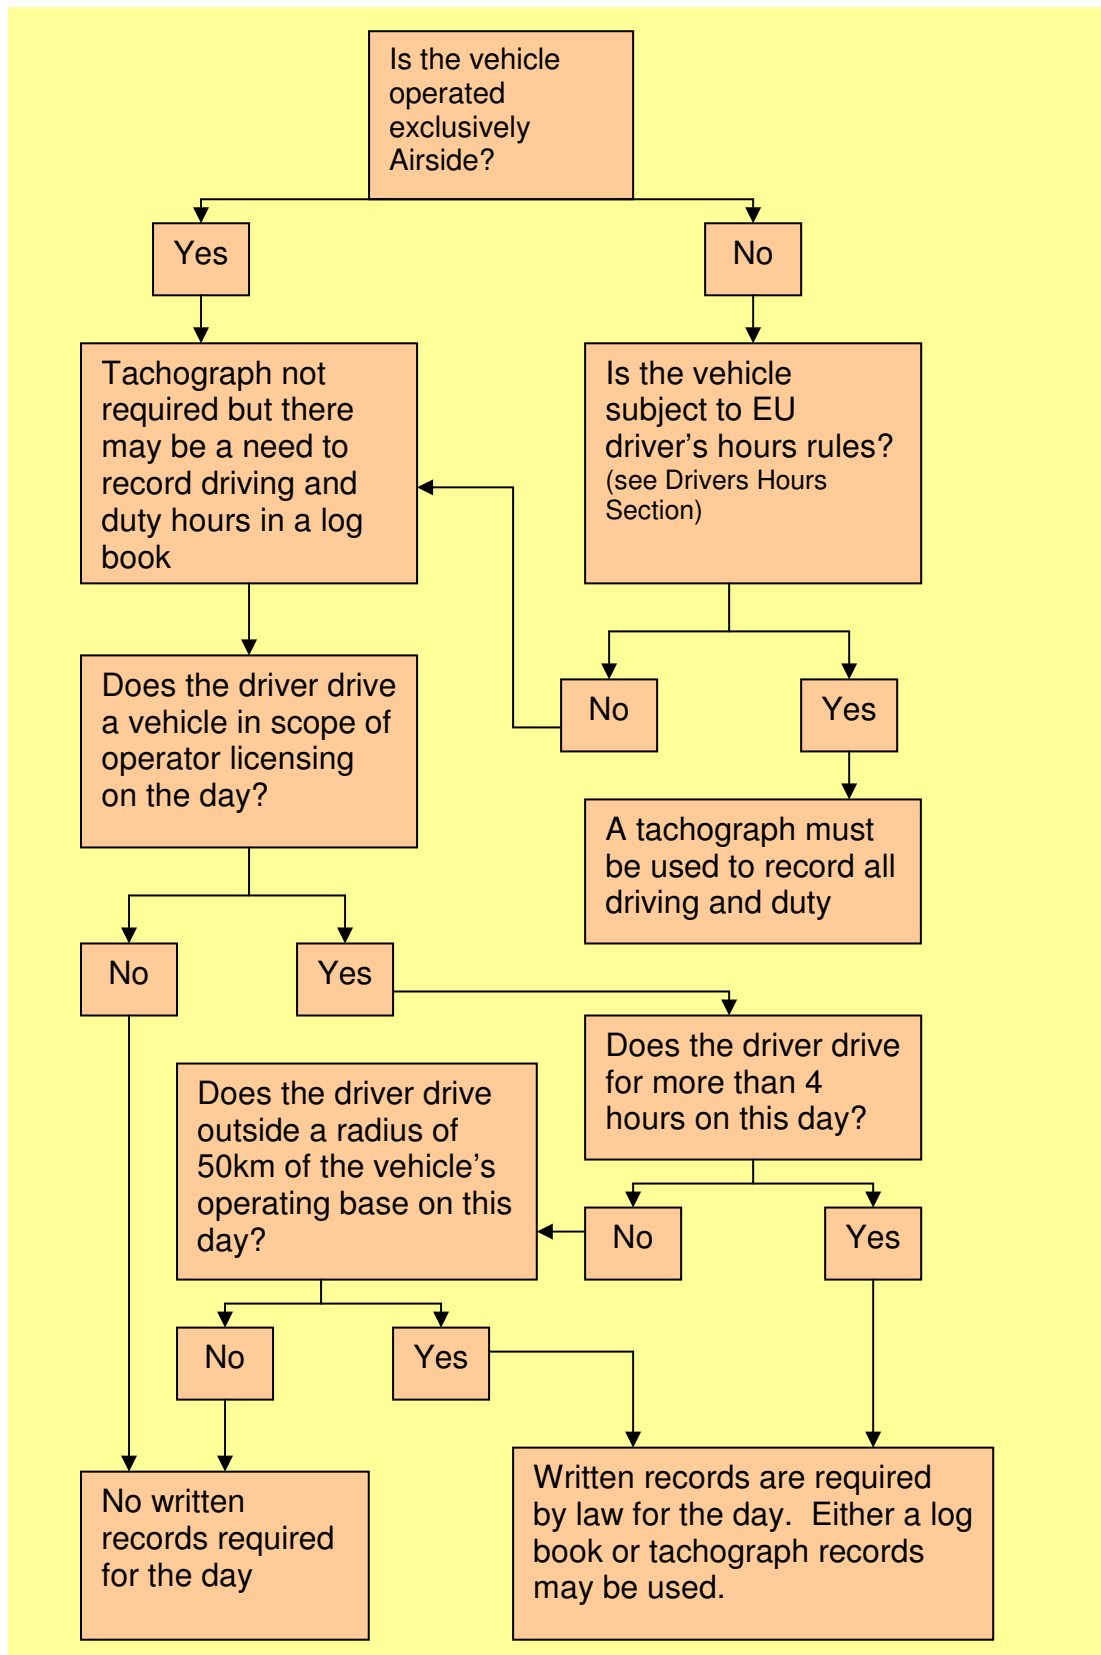 Is the vehicle
operated
exclusively
Airside?
Yes
No
Tachograph not
required but there
may be a need to
record driving and
duty hours in a log
book
Is the vehicle
subject to EU
driver’s hours rules?
(see Drivers Hours
Section)
No
Yes
Does the driver drive
a vehicle in scope of
operator licensing
on the day?
A tachograph must
be used to record all
driving and duty
No
Yes
Does the driver drive
for more than 4
hours on this day?
Does the driver drive
outside a radius of
50km of the vehicle’s
operating base on this
day?
No
Yes
No
Yes
No written
records required
for the day
Written records are required
by law for the day.  Either a log
book or tachograph records
may be used.